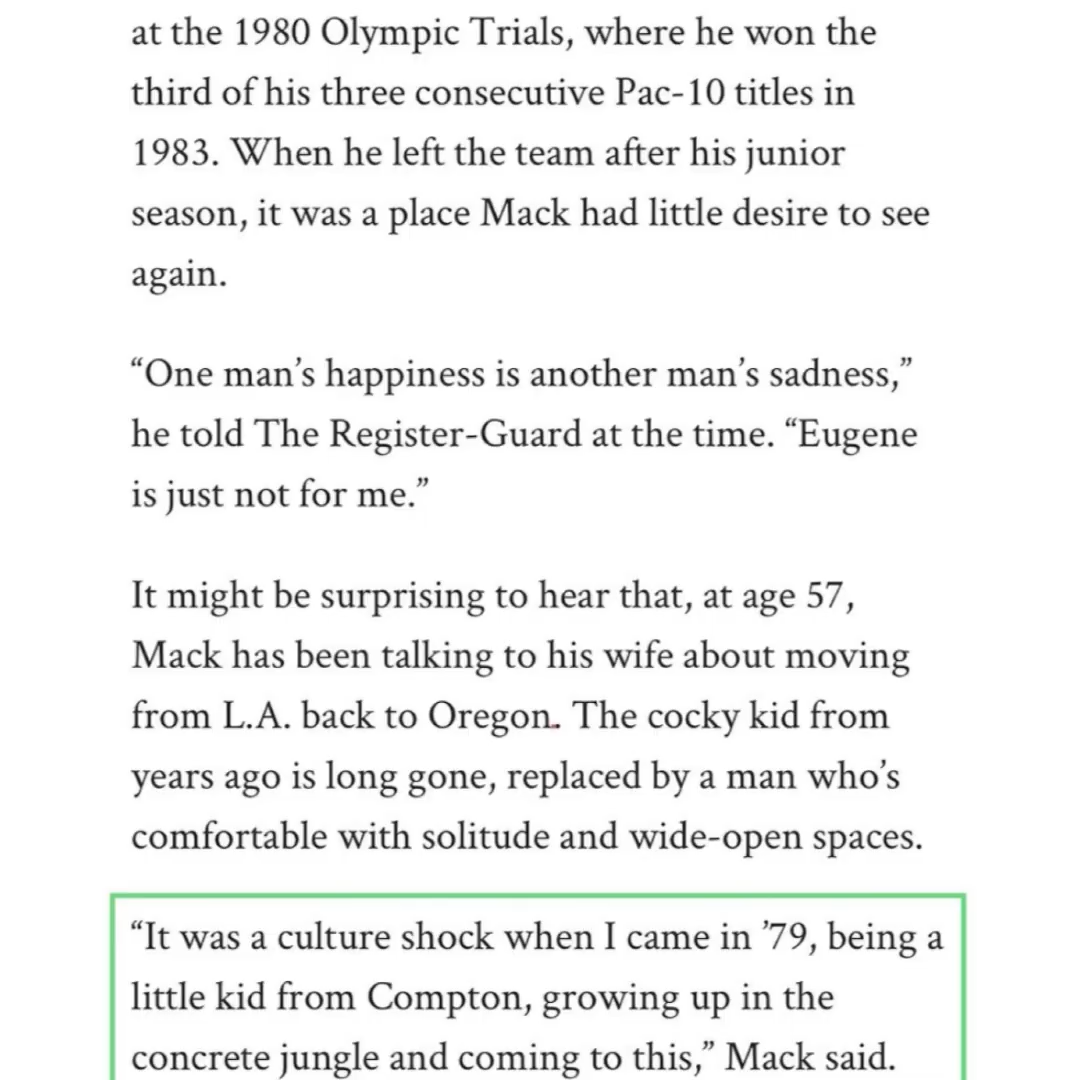 at the 1980 Olympic Trials, where he won the
third of his three consecutive Pac-10 titles in
1983. When he left the team after his junior
season, it was a place Mack had little desire to see
again.
“One man’s happiness is another man’s sadness,”
he told The Register-Guard at the time. “Eugene
is just not for me.”
It might be surprising to hear that, at age 57,
Mack has been talking to his wife about moving
from L.A. back to Oregon. The cocky kid from
years ago is long gone, replaced by a man who’s
comfortable with solitude and wide-open spaces.
“It was a culture shock when I came in ’79, being a
little kid from Compton, growing up in the
concrete jungle and coming to this,” Mack said.